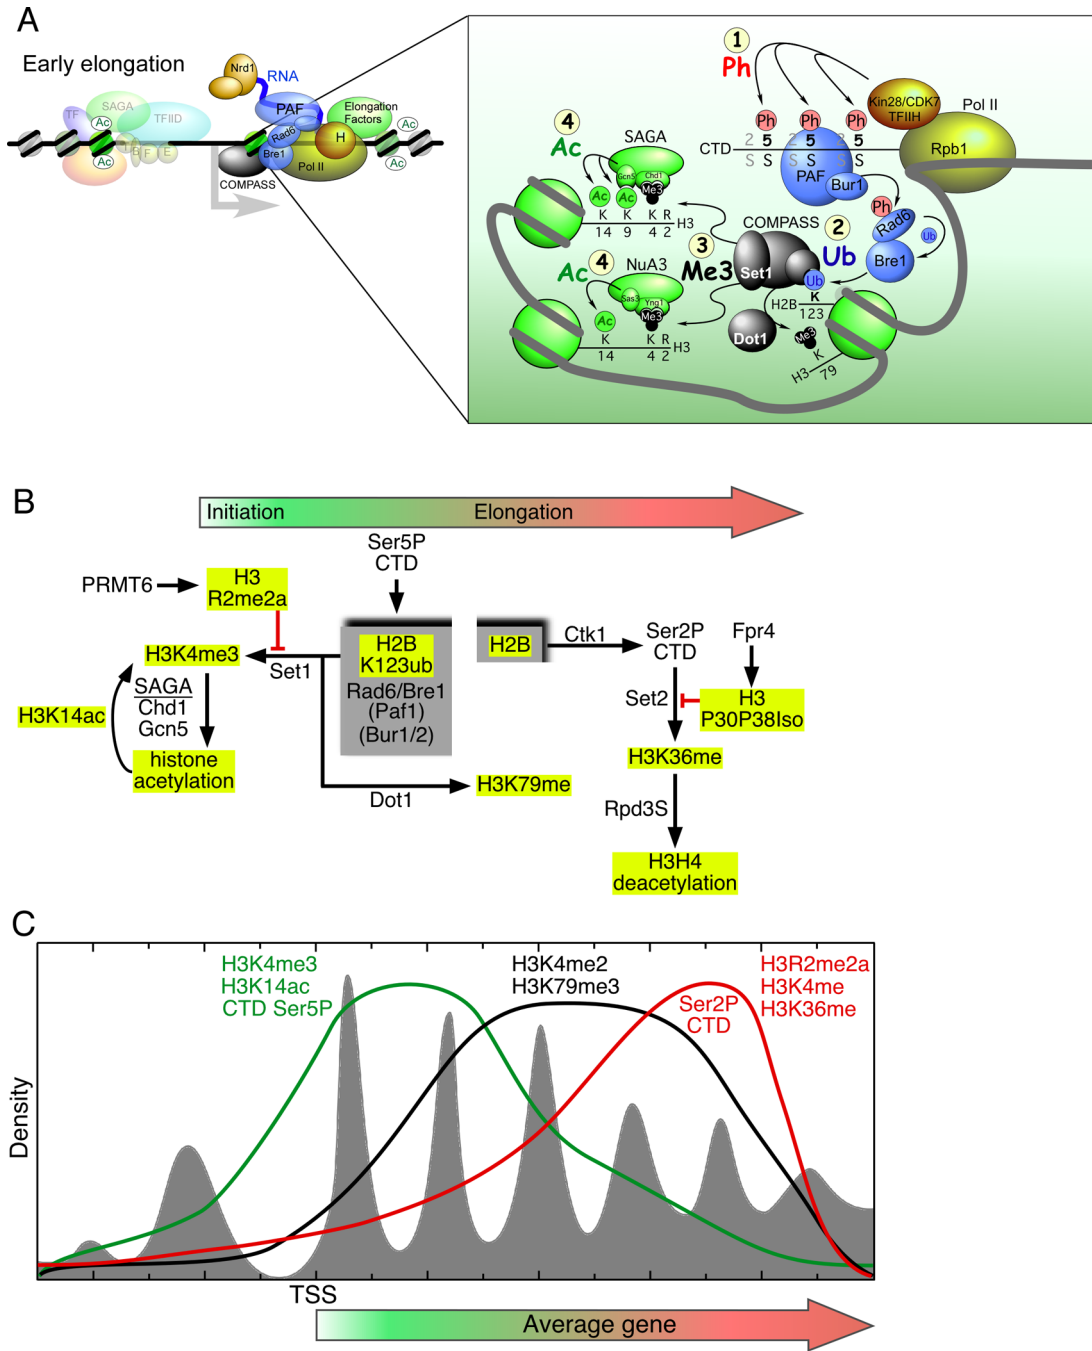 A
Early elongation
Nrd1
RNA
SAGA
TF
TFIID
Ac
Ac
PAF
Elongation
Factors
Rad6
H
Bre1
Pol II
F
E
COMPASS
Ac
Ac
1
Ph
Kin28/CDK7
TFIIH
Pol II
Rpb1
Ph
Ph
Ph
2 5 2 5 2 5
CTD
S S S S S S
PAF
Bur1
Ph
Rad6
Ub
Bre1
4
Ac
SAGA
Gcn5
Chd1
Me3
Ac
Ac
K K K R
H3
14 9 4 2
COMPASS
2
Ub
3
Me3
Set1
Ub
K
H2B
123
Dot1
Me3
K
H3
79
4
Ac
NuA3
Sas3
Yng1
Me3
Ac
K K R
H3
14 4 2
B
Initiation
Elongation
Ser5P
CTD
PRMT6
H3
R2me2a
H3K4me3
Set1
H2B
K123ub
Rad6/Bre1
(Paf1)
(Bur1/2)
SAGA
Chd1
Gcn5
H3K14ac
histone
acetylation
Dot1
H3K79me
H2B
Ctk1
Ser2P
CTD
Fpr4
Set2
H3
P30P38Iso
H3K36me
Rpd3S
H3H4
deacetylation
C
H3K4me3
H3K14ac
CTD Ser5P
H3K4me2
H3K79me3
H3R2me2a
H3K4me
H3K36me
Ser2P
CTD
Density
TSS
Average gene